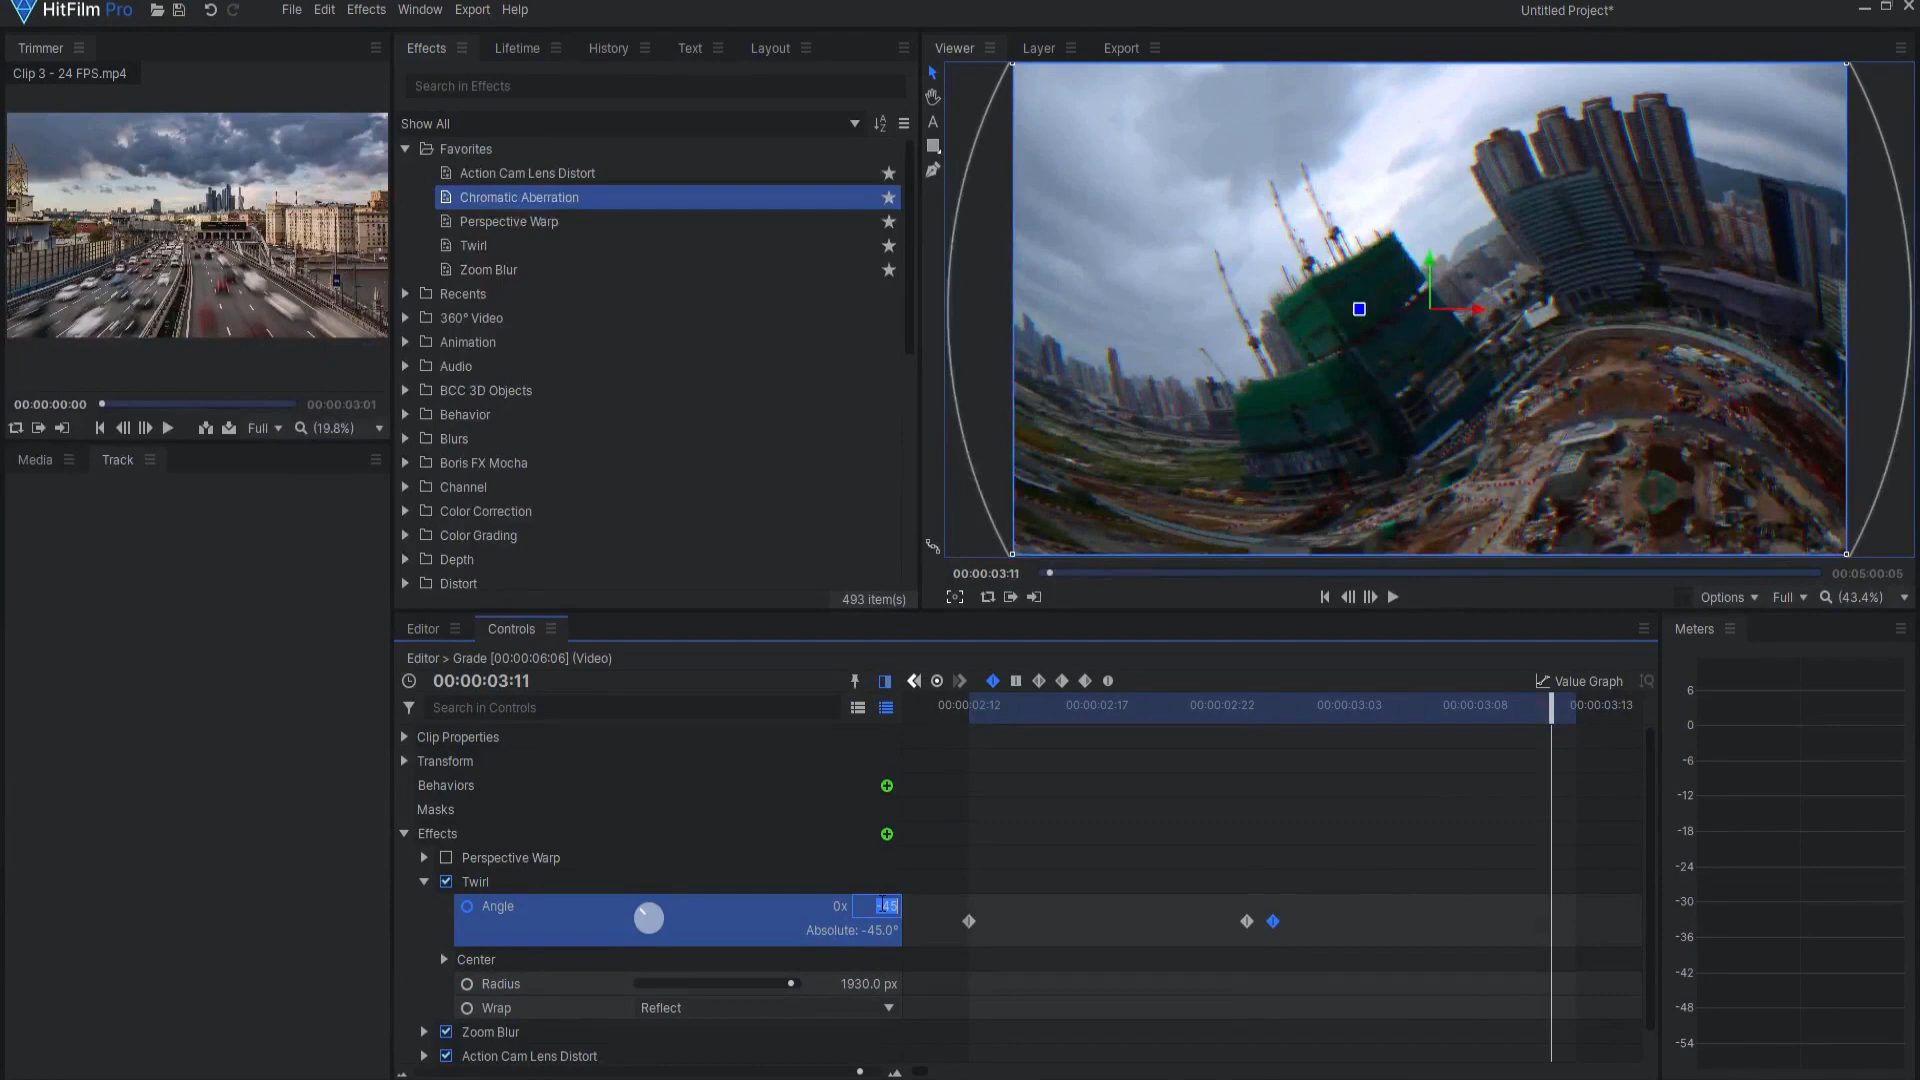 HitFilm Pro
File Edit Effects Window Export Help
Untitled Project*
Trimmer
Clip 3 - 24 FPS.mp4
00:00:00:00
00:00:03:01
Full (19.8%)
Media Track
Effects Lifetime History Text Layout
Search in Effects
Show All
Favorites
Action Cam Lens Distort
Chromatic Aberration
Perspective Warp
Twirl
Zoom Blur
Recents
360° Video
Animation
Audio
BCC 3D Objects
Behavior
Blurs
Boris FX Mocha
Channel
Color Correction
Color Grading
Depth
Distort
493 item(s)
Viewer Layer Export
A
00:00:03:11
00:05:00:05
Options Full (43.4%)
Editor Controls
Editor > Grade [00:00:06:06] (Video)
00:00:03:11
Value Graph
Search in Controls
00:00:02:12 00:00:02:17 00:00:02:22 00:00:03:03 00:00:03:08 00:00:03:13
Clip Properties
Transform
Behaviors
Masks
Effects
Perspective Warp
Twirl
Angle 0x -45
Absolute: -45.0°
Center
Radius 1930.0 px
Wrap Reflect
Zoom Blur
Action Cam Lens Distort
Meters
6
0
-6
-12
-18
-24
-30
-36
-42
-48
-54